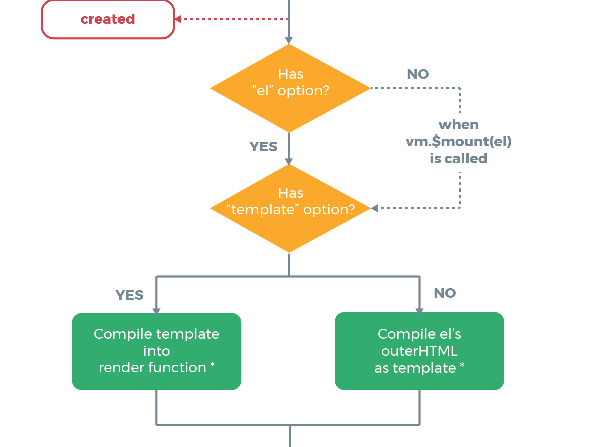 created
Has
“el” option?
NO
when
vm.$mount(el)
is called
YES
Has
“template” option?
YES
NO
Compile template
into
render function *
Compile el’s
outerHTML
as template *